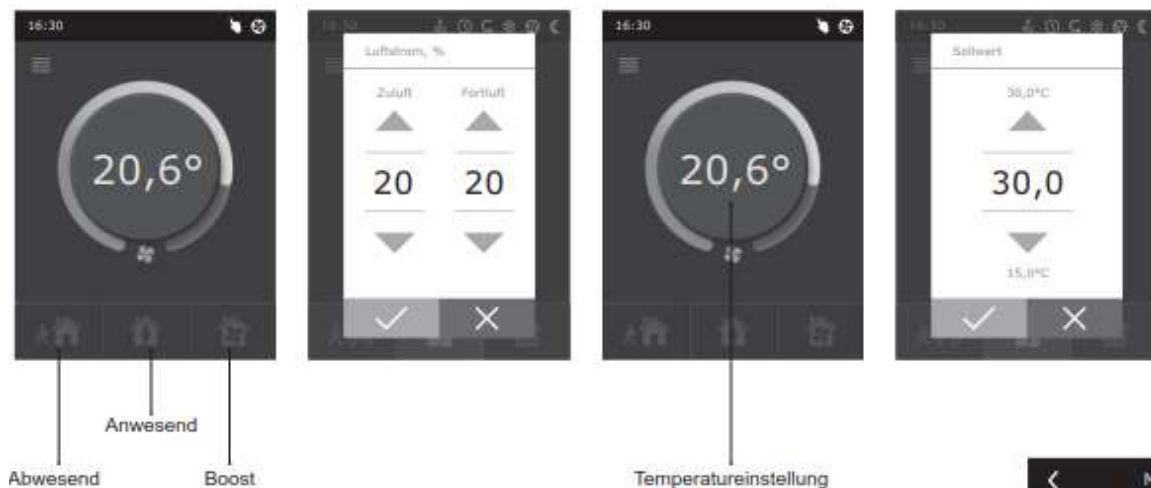 16:30
20,6°
Anwesend
Abwesend
Boost
Luftstrom, %
Zuluft Fortluft
20 20
16:30
20,6°
Temperatureinstellung
Sollwert
30,0°C
30,0
15,0°C
M